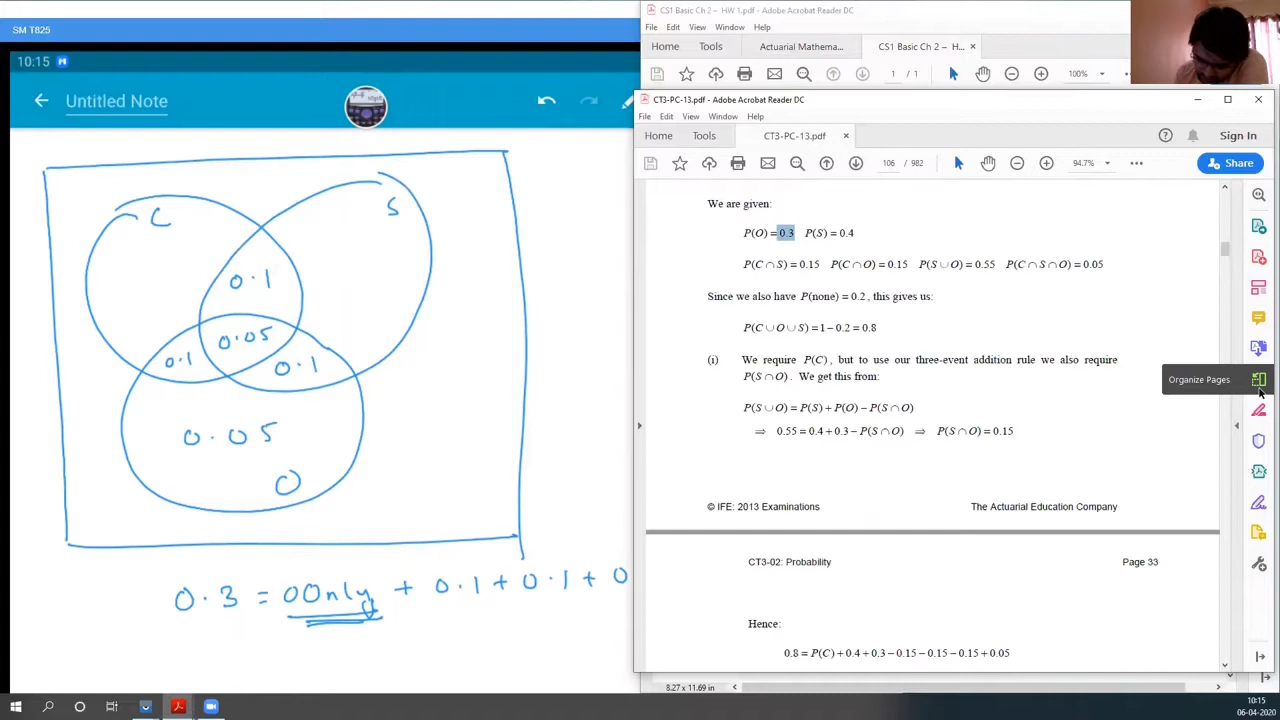 SM T825
10:15
Untitled Note
C
S
0.1
0.05
0.1
0.1
0.05
O
0.3 = OOnly + 0.1 + 0.1 + 0
CS1 Basic Ch 2 – HW 1.pdf - Adobe Acrobat Reader DC
File Edit View Window Help
Home Tools Actuarial Mathema... CS1 Basic Ch 2 – H... ×
1 / 1 100%
CT3-PC-13.pdf - Adobe Acrobat Reader DC
File Edit View Window Help
Home Tools CT3-PC-13.pdf × Sign In
106 / 982 94.7% Share
We are given:
P(O) = 0.3 P(S) = 0.4
P(C ∩ S) = 0.15 P(C ∩ O) = 0.15 P(S ∪ O) = 0.55 P(C ∩ S ∩ O) = 0.05
Since we also have P(none) = 0.2, this gives us:
P(C ∪ O ∪ S) = 1 − 0.2 = 0.8
(i) We require P(C), but to use our three-event addition rule we also require
P(S ∩ O). We get this from:
Organize Pages
P(S ∪ O) = P(S) + P(O) − P(S ∩ O)
⇒ 0.55 = 0.4 + 0.3 − P(S ∩ O) ⇒ P(S ∩ O) = 0.15
© IFE: 2013 Examinations The Actuarial Education Company
CT3-02: Probability Page 33
Hence:
0.8 = P(C) + 0.4 + 0.3 − 0.15 − 0.15 − 0.15 + 0.05
8.27 x 11.69 in
10:15
06-04-2020